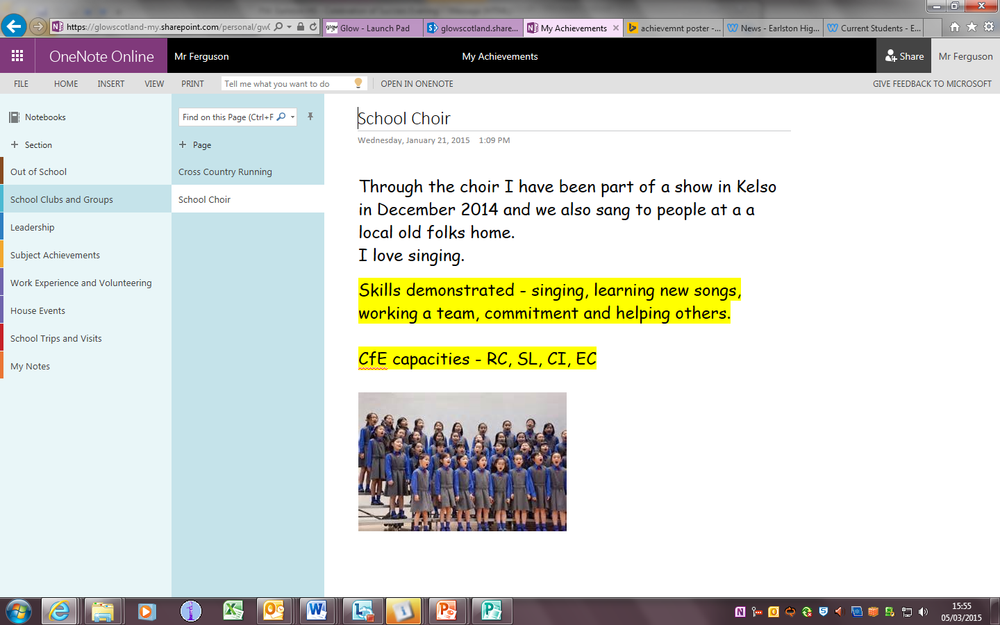 https://glowscotland-my.sharepoint.com/personal/gw(
glow Glow - Launch Pad
glowscotland.share...
My Achievements
achievemnt poster -...
News - Earlston Hig...
Current Students - E...
OneNote Online
Mr Ferguson
My Achievements
Share
Mr Ferguson
FILE HOME INSERT VIEW PRINT Tell me what you want to do OPEN IN ONENOTE GIVE FEEDBACK TO MICROSOFT
Notebooks
+ Section
Out of School
School Clubs and Groups
Leadership
Subject Achievements
Work Experience and Volunteering
House Events
School Trips and Visits
My Notes
Find on this Page (Ctrl+F
+ Page
Cross Country Running
School Choir
School Choir
Wednesday, January 21, 2015 1:09 PM
Through the choir I have been part of a show in Kelso
in December 2014 and we also sang to people at a a
local old folks home.
I love singing.
Skills demonstrated - singing, learning new songs,
working a team, commitment and helping others.
CfE capacities - RC, SL, CI, EC
15:55
05/03/2015